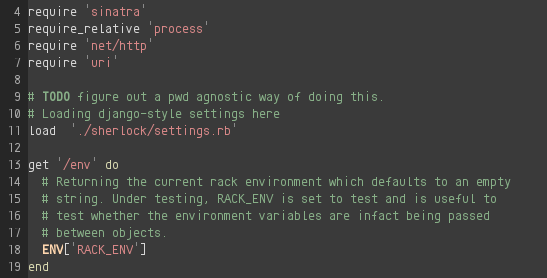 4 require 'sinatra'
5 require_relative 'process'
6 require 'net/http'
7 require 'uri'
8
9 # TODO figure out a pwd agnostic way of doing this.
10 # Loading django-style settings here
11 load  './sherlock/settings.rb'
12
13 get '/env' do
14   # Returning the current rack environment which defaults to an empty
15   # string. Under testing, RACK_ENV is set to test and is useful to
16   # test whether the environment variables are infact being passed
17   # between objects.
18   ENV['RACK_ENV']
19 end